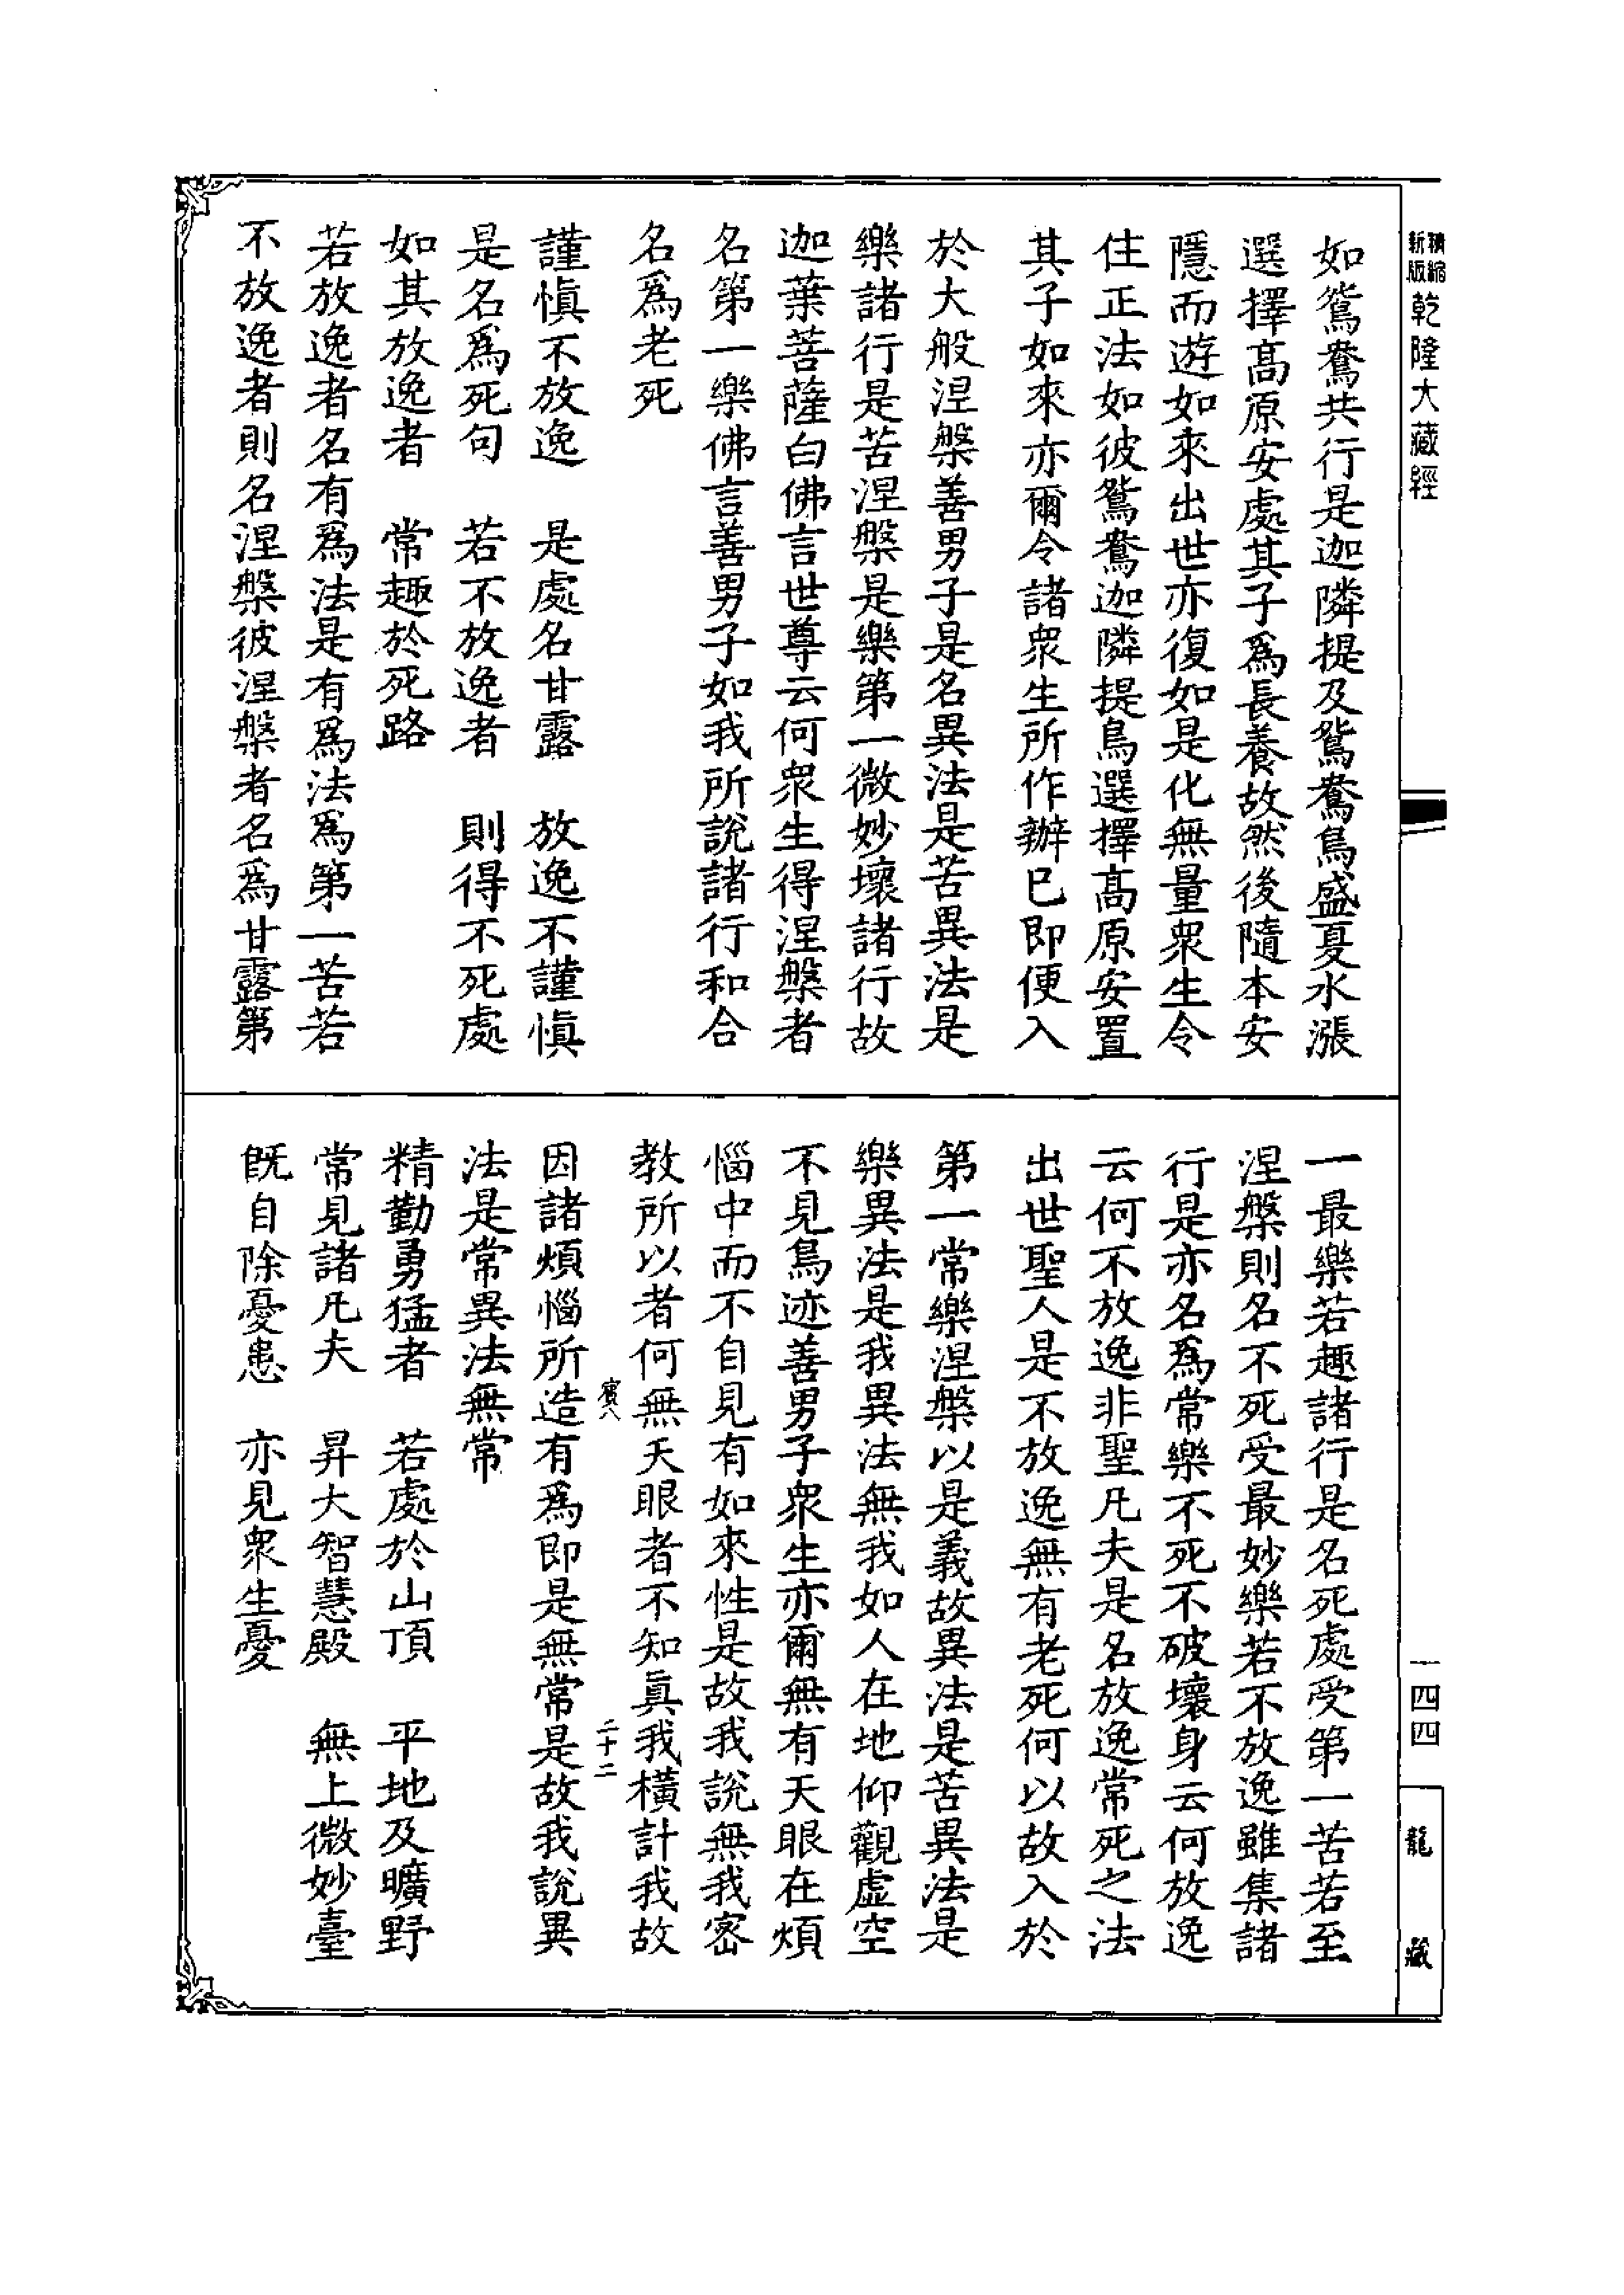 精縮新版乾隆大藏經
如鴛鴦共行是迦隣提及鴛鴦鳥盛夏水漲
選擇高原安處其子爲長養故然後隨本安
隱而遊如來出世亦復如是化無量衆生令
住正法如彼鴛鴦迦隣提鳥選擇高原安置
其子如來亦爾令諸衆生所作辦已即便入
於大般涅槃善男子是名異法是苦異法是
樂諸行是苦涅槃是樂第一微妙壞諸行故
迦葉菩薩白佛言世尊云何衆生得涅槃者
名第一樂佛言善男子如我所說諸行和合
名爲老死
謹慎不放逸　是處名甘露　放逸不謹慎
是名爲死句　若不放逸者　則得不死處
如其放逸者　常趣於死路
若放逸者名有爲法是有爲法爲第一苦若
不放逸者則名涅槃彼涅槃者名爲甘露第
一最樂若趣諸行是名死處受第一苦若至
涅槃則名不死受最妙樂若不放逸雖集諸
行是亦名爲常樂不死不破壞身云何放逸
云何不放逸非聖凡夫是名放逸常死之法
出世聖人是不放逸無有老死何以故入於
第一常樂涅槃以是義故異法是苦異法是
樂異法是我異法無我如人在地仰觀虛空
不見鳥迹善男子衆生亦爾無有天眼在煩
惱中而不自見有如來性是故我說無我密
教所以者何無天眼者不知眞我橫計我故
賓八　二十二
因諸煩惱所造有爲即是無常是故我說異
法是常異法無常
精勤勇猛者　若處於山頂　平地及曠野
常見諸凡夫　昇大智慧殿　無上微妙臺
旣自除憂患　亦見衆生憂
一四四
龍藏